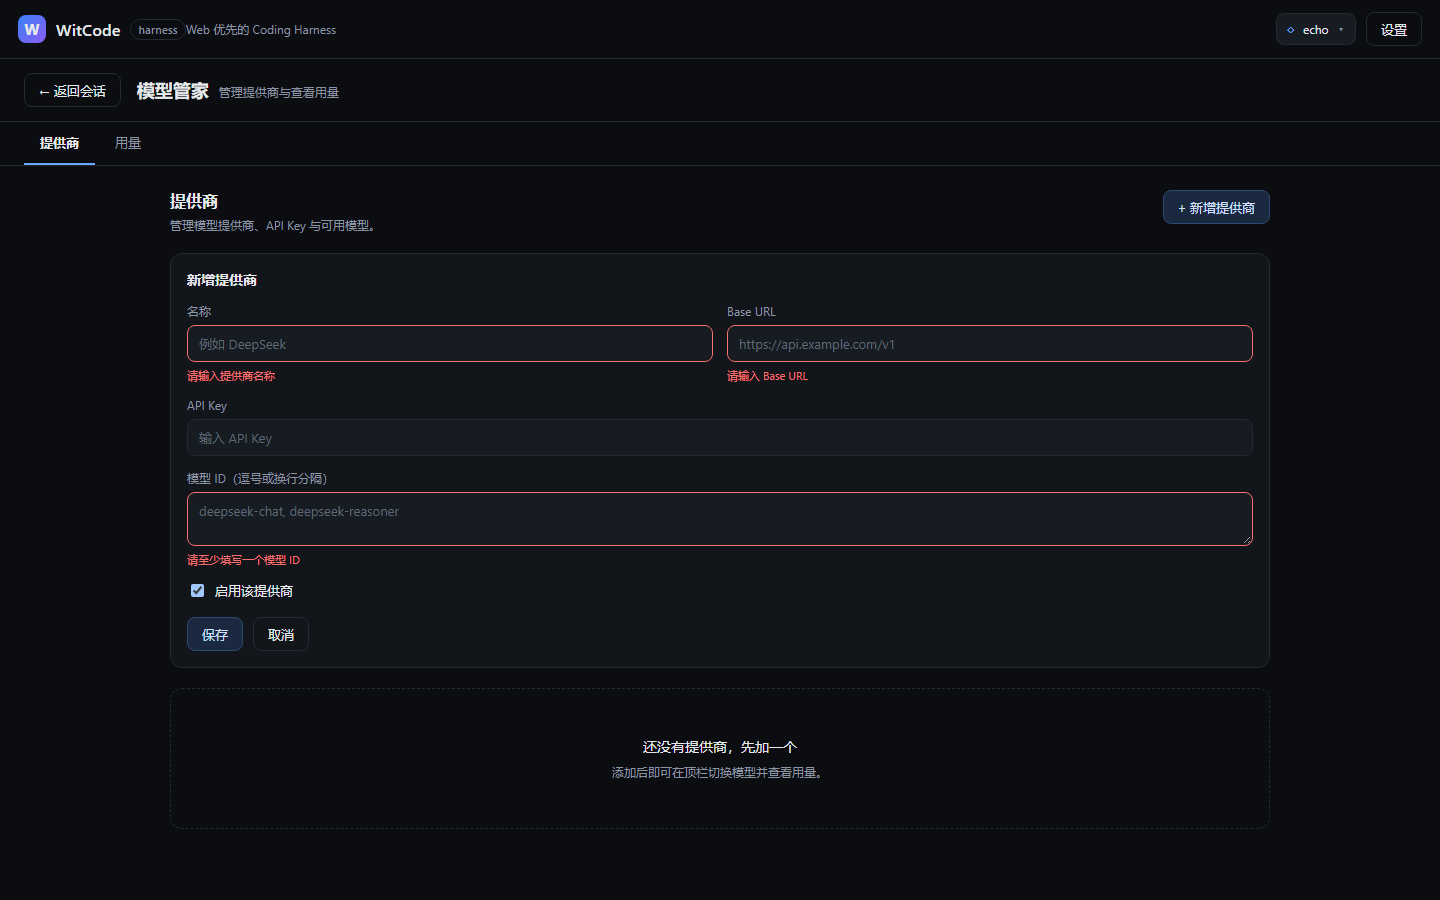 W WitCode harness Web 优先的 Coding Harness
◇ echo
设置
← 返回会话
模型管家 管理提供商与查看用量
提供商 用量
提供商
管理模型提供商、API Key 与可用模型。
+ 新增提供商
新增提供商
名称
例如 DeepSeek
请输入提供商名称
Base URL
https://api.example.com/v1
请输入 Base URL
API Key
输入 API Key
模型 ID（逗号或换行分隔）
deepseek-chat, deepseek-reasoner
请至少填写一个模型 ID
启用该提供商
保存 取消
还没有提供商，先加一个
添加后即可在顶栏切换模型并查看用量。